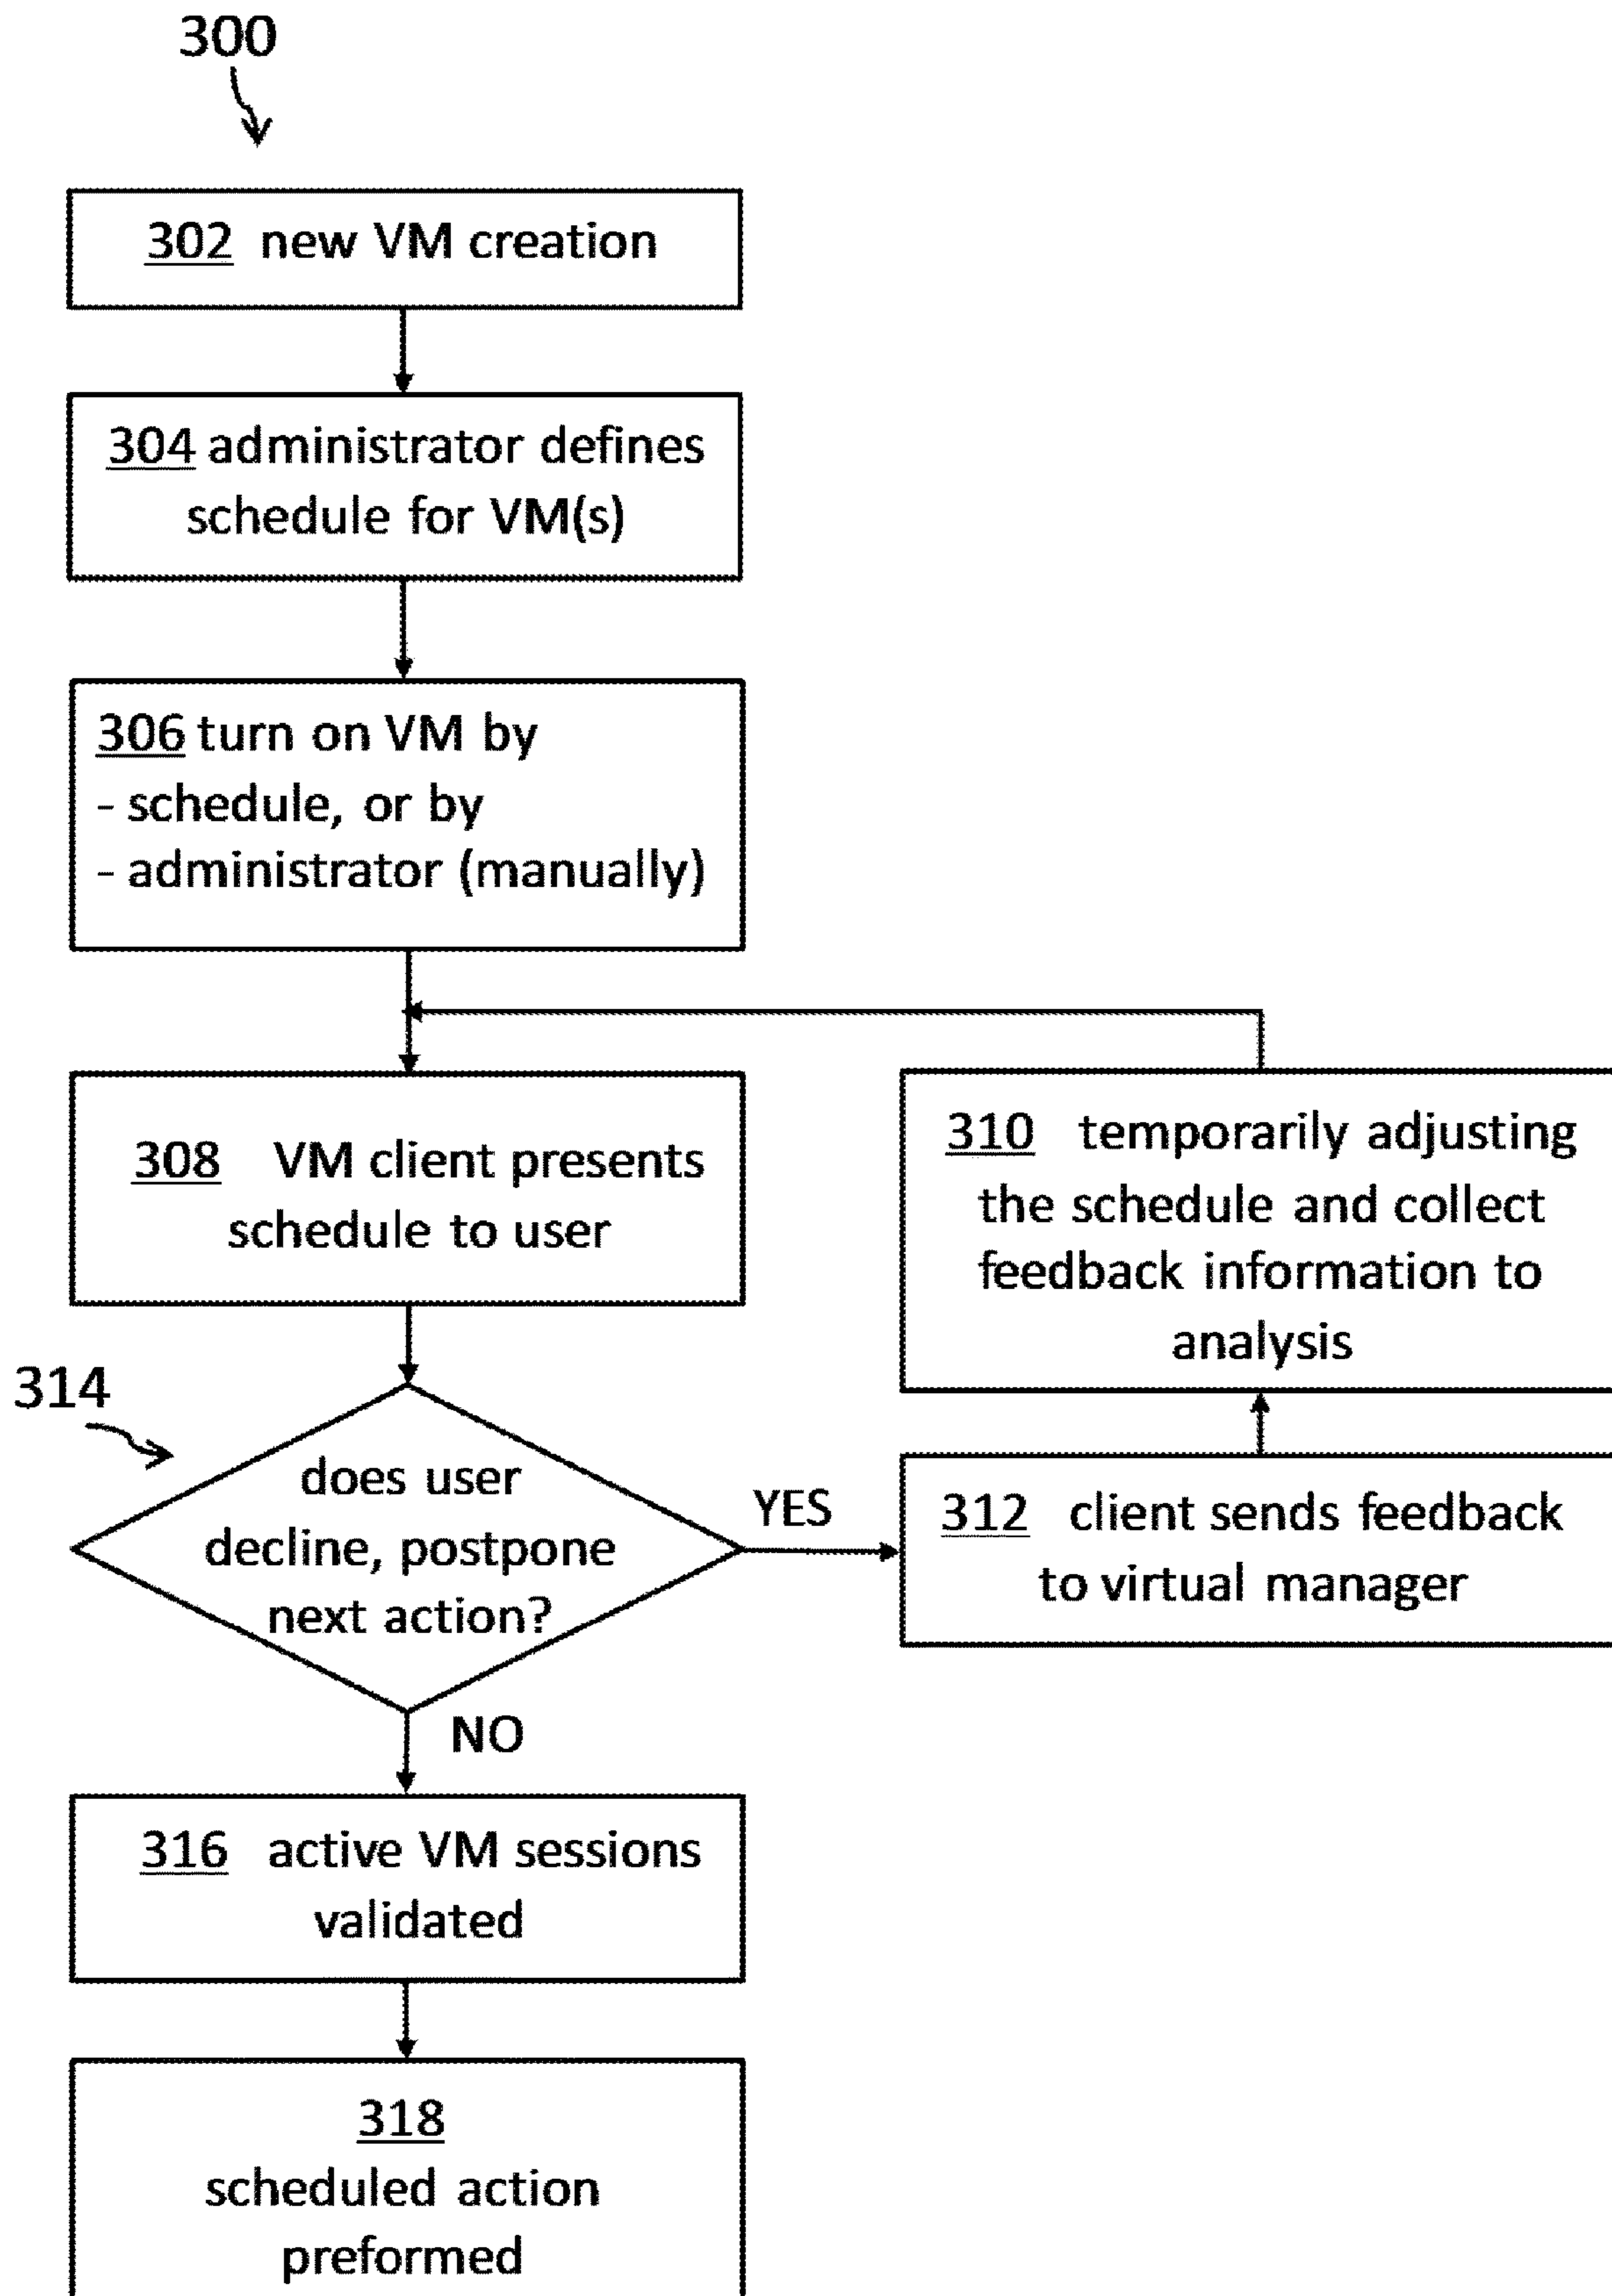 300
302 new VM creation
304 administrator defines
schedule for VM(s)
306 turn on VM by
- schedule, or by
- administrator (manually)
308 VM client presents
schedule to user
310 temporarily adjusting
the schedule and collect
feedback information to
analysis
314
does user
decline, postpone
next action?
YES
312 client sends feedback
to virtual manager
NO
316 active VM sessions
validated
318
scheduled action
preformed